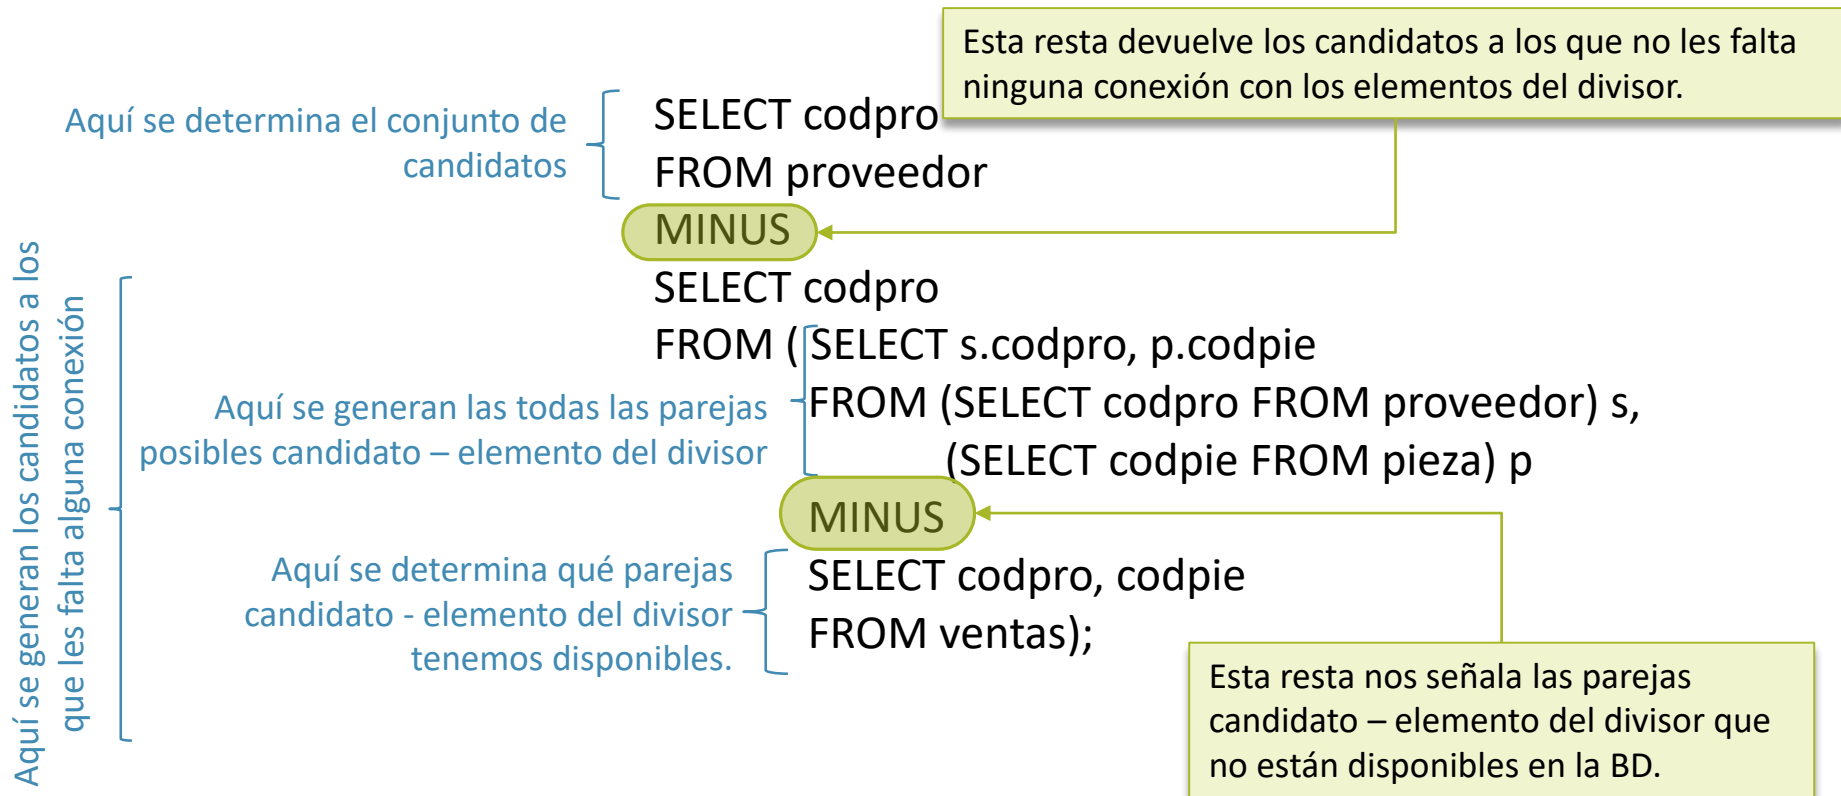 Esta resta devuelve los candidatos a los que no les falta
ninguna conexión con los elementos del divisor.
Aquí se determina el conjunto de
candidatos
SELECT codpro
FROM proveedor
MINUS
Aquí se generan los candidatos a los
que les falta alguna conexión
SELECT codpro
FROM ( SELECT s.codpro, p.codpie
FROM (SELECT codpro FROM proveedor) s,
(SELECT codpie FROM pieza) p
Aquí se generan las todas las parejas
posibles candidato – elemento del divisor
MINUS
Aquí se determina qué parejas
candidato - elemento del divisor
tenemos disponibles.
SELECT codpro, codpie
FROM ventas);
Esta resta nos señala las parejas
candidato – elemento del divisor que
no están disponibles en la BD.